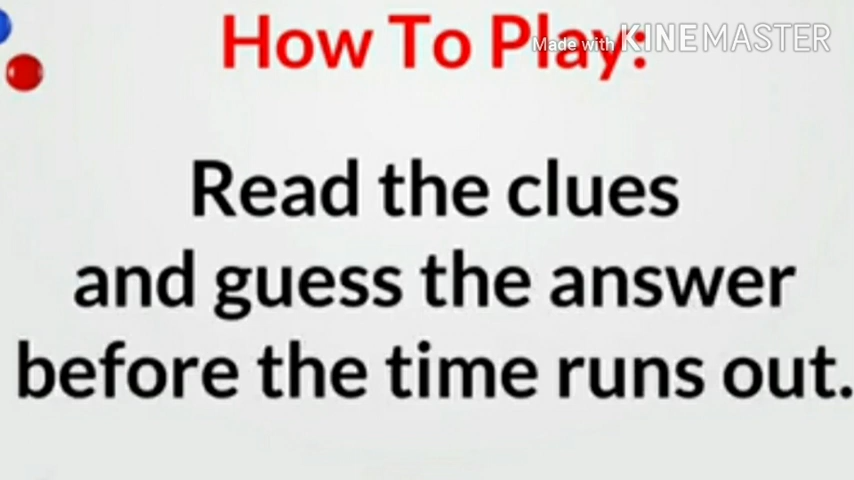 How To Play:
Made with KINEMASTER
Read the clues
and guess the answer
before the time runs out.